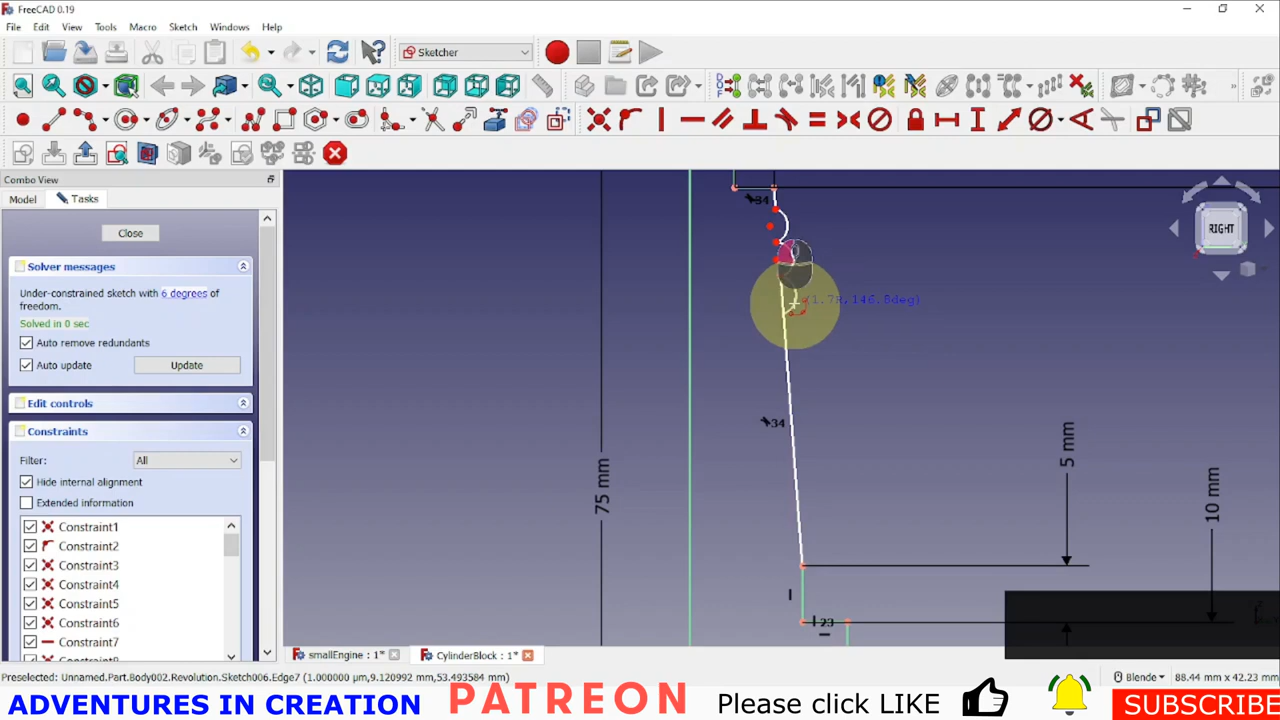 FreeCAD 0.19
File Edit View Tools Macro Sketch Windows Help
Sketcher
Combo View
Model Tasks
Close
Solver messages
Under-constrained sketch with 6 degrees of
freedom.
Solved in 0 sec
Auto remove redundants
Auto update Update
Edit controls
Constraints
Filter: All
Hide internal alignment
Extended information
Constraint1
Constraint2
Constraint3
Constraint4
Constraint5
Constraint6
Constraint7
34
(1.7R,146.8deg)
34
75 mm
5 mm
10 mm
23
RIGHT
smallEngine : 1*
CylinderBlock : 1*
Preselected: Unnamed.Part.Body002.Revolution.Sketch006.Edge7 (1.000000 µm,9.120992 mm,53.493584 mm)
Blende
88.44 mm x 42.23 mm
ADVENTURES IN CREATION PATREON Please click LIKE SUBSCRIBE